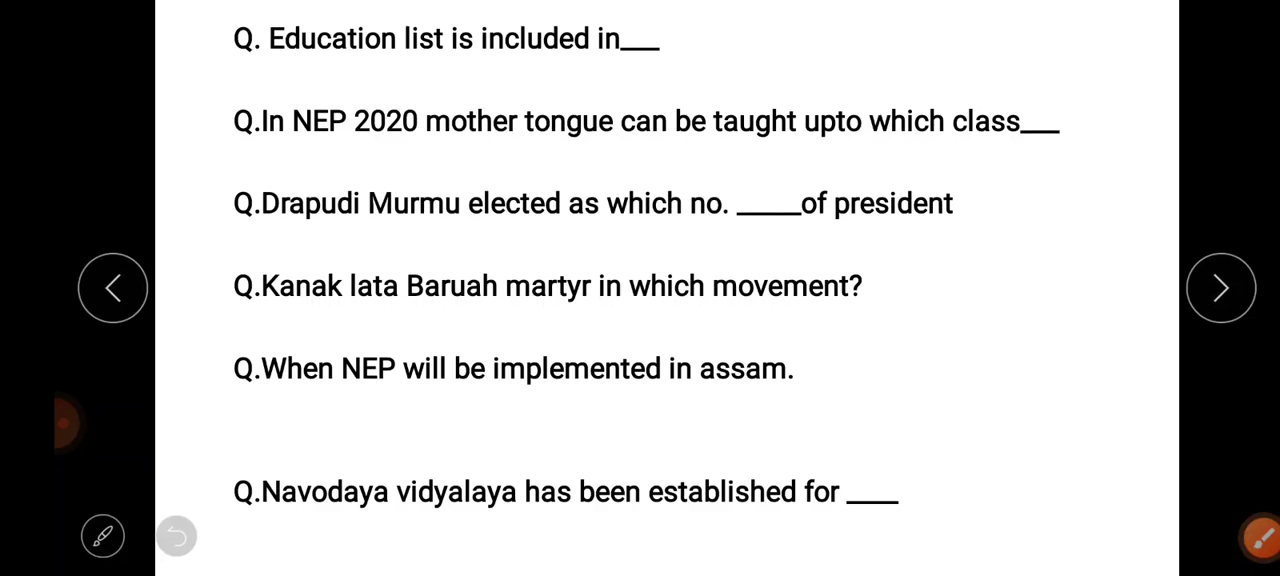 Q. Education list is included in___
Q.In NEP 2020 mother tongue can be taught upto which class___
Q.Drapudi Murmu elected as which no. _____of president
Q.Kanak lata Baruah martyr in which movement?
Q.When NEP will be implemented in assam.
Q.Navodaya vidyalaya has been established for ____